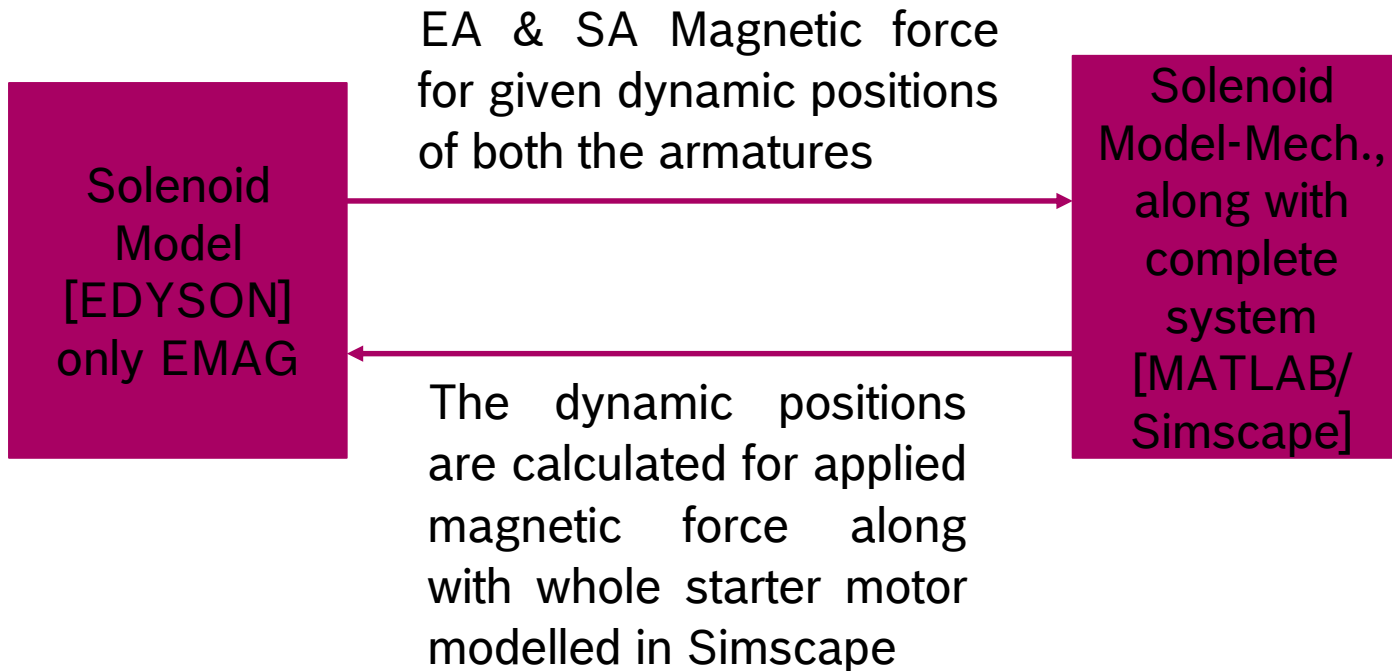 EA & SA Magnetic force
for given dynamic positions
of both the armatures
Solenoid
Model
[EDYSON]
only EMAG
Solenoid
Model-Mech.,
along with
complete
system
[MATLAB/
Simscape]
The dynamic positions
are calculated for applied
magnetic force along
with whole starter motor
modelled in Simscape